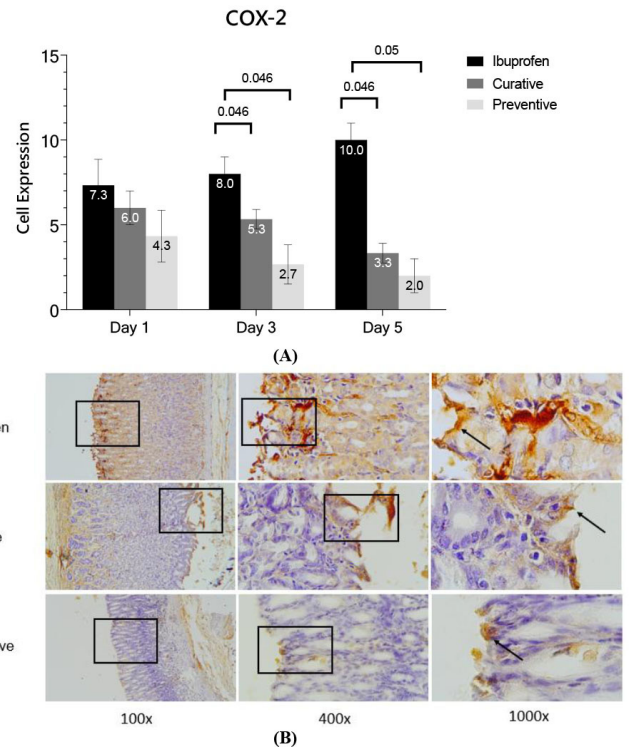 COX-2
15
10
5
0
Cell Expression
0.046
0.046
0.046
0.05
Ibuprofen
Curative
Preventive
7.3
6.0
4.3
8.0
5.3
2.7
10.0
3.3
2.0
Day 1
Day 3
Day 5
(A)
en
e
ve
100x
400x
1000x
(B)